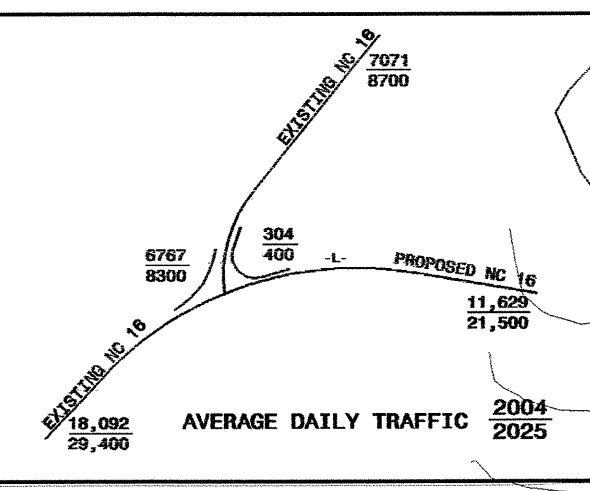 EXISTING NC 16
7071
8700
304
400
6767
8300
-L-
PROPOSED NC 16
11,629
21,500
EXISTING NC 16
18,092
29,400
AVERAGE DAILY TRAFFIC 2004
2025